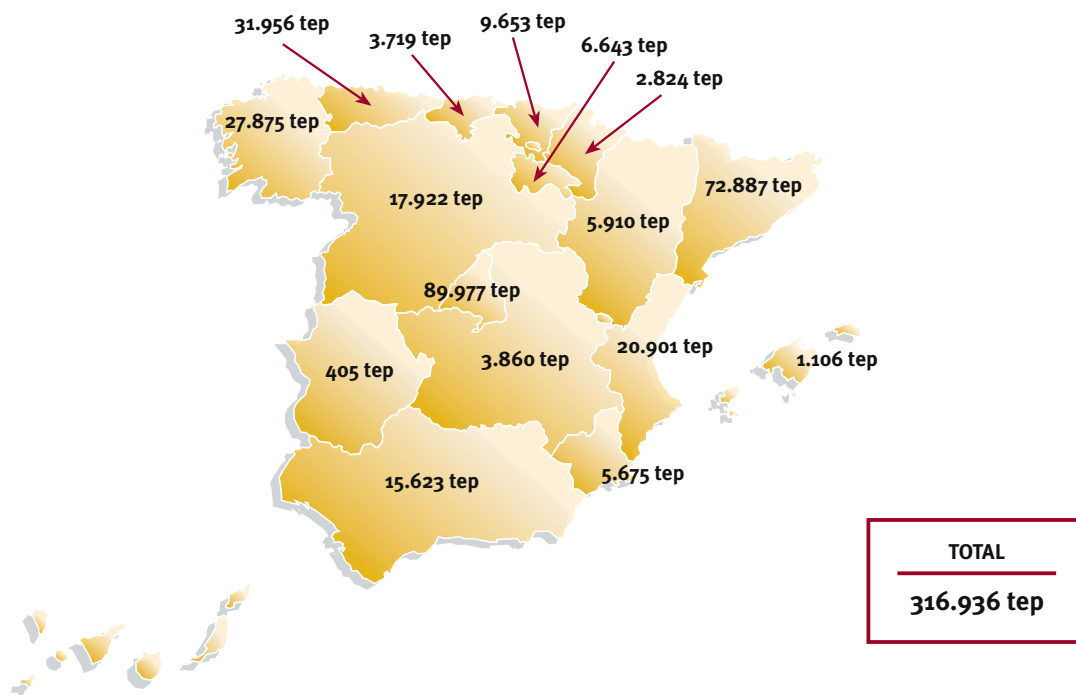 9.653 tep
31.956 tep
3.719 tep
6.643 tep
2.824 tep
27.875 tep
72.887 tep
17.922 tep
5.910 tep
89.977 tep
20.901 tep
3.860 tep
1.106 tep
405 tep
5.675 tep
15.623 tep
TOTAL
316.936 tep